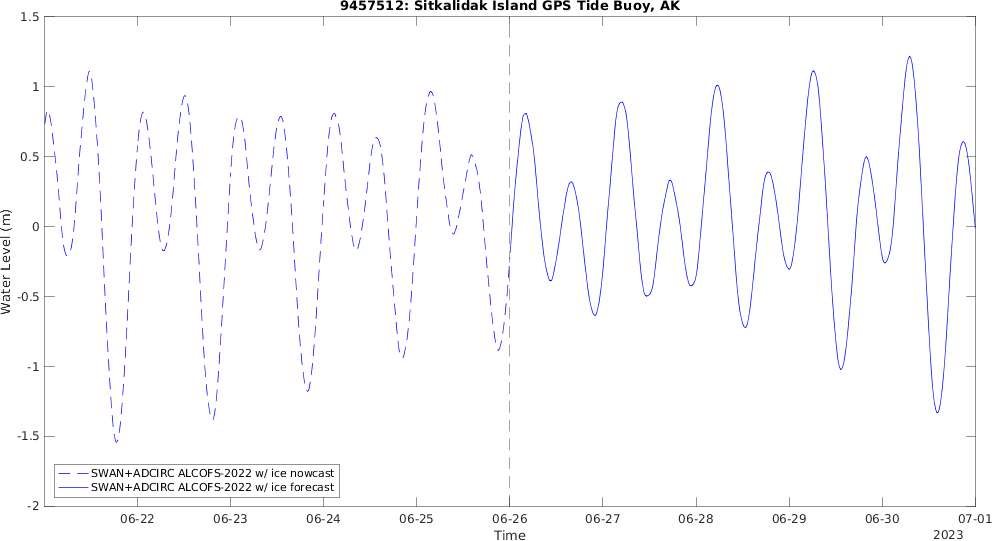 9457512: Sitkalidak Island GPS Tide Buoy, AK
1.5
1
0.5
0
-0.5
-1
-1.5
-2
Water Level (m)
SWAN+ADCIRC ALCOFS-2022 w/ ice nowcast
SWAN+ADCIRC ALCOFS-2022 w/ ice forecast
06-22 06-23 06-24 06-25 06-26 06-27 06-28 06-29 06-30 07-01
Time
2023